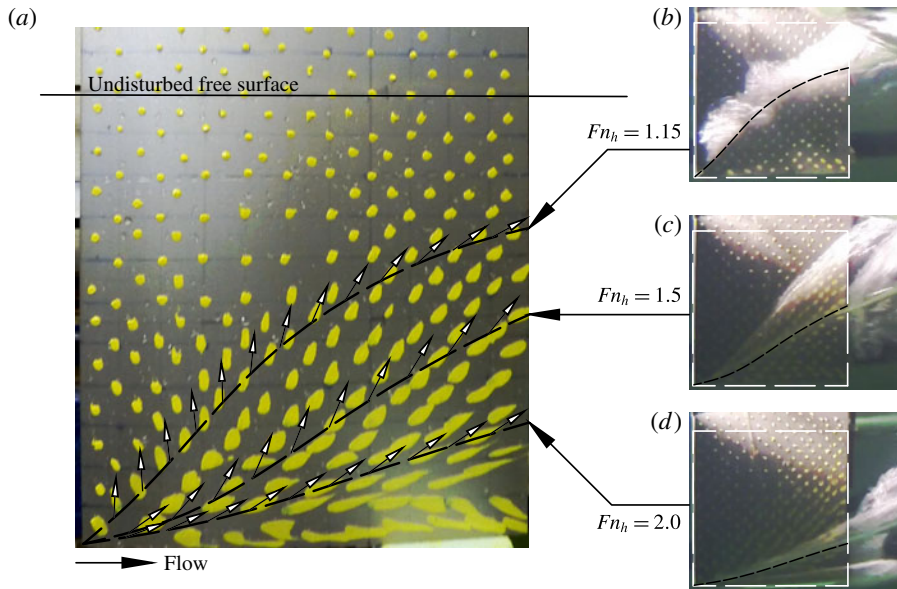 (a)
Undisturbed free surface
Flow
(b)
Fn_h = 1.15
(c)
Fn_h = 1.5
(d)
Fn_h = 2.0